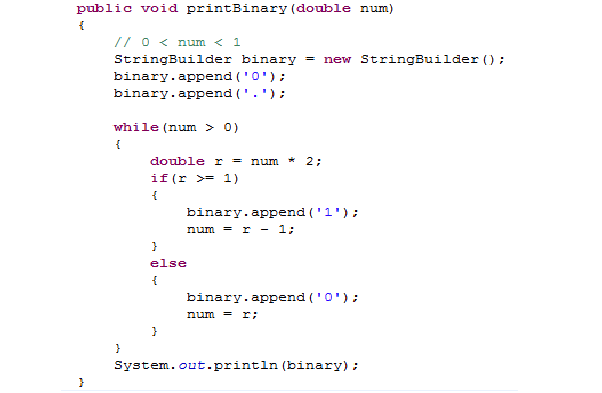 public void printBinary(double num)
{
// 0 < num < 1
StringBuilder binary = new StringBuilder();
binary.append('0');
binary.append('.');
while(num > 0)
{
double r = num * 2;
if(r >= 1)
{
binary.append('1');
num = r - 1;
}
else
{
binary.append('0');
num = r;
}
}
System.out.println(binary);
}